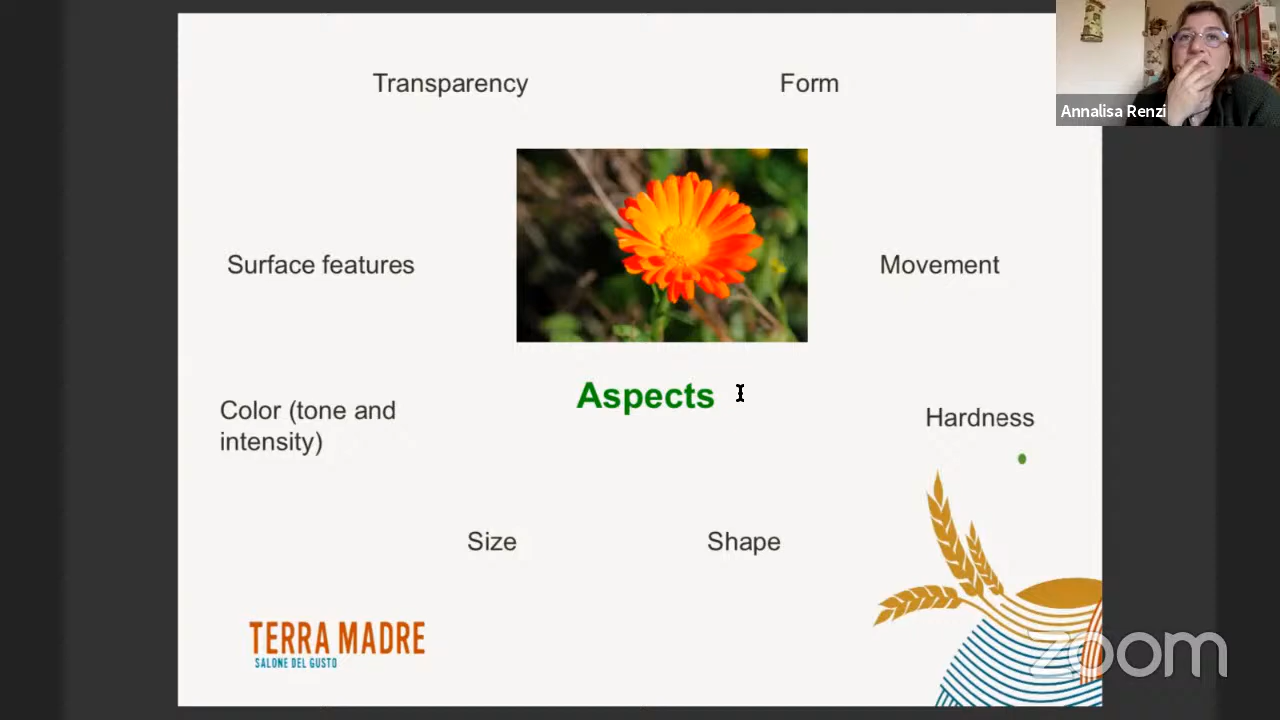 Transparency
Form
Annalisa Renzi
Surface features
Movement
Color (tone and
intensity)
Aspects
Hardness
Size
Shape
TERRA MADRE
SALONE DEL GUSTO
zoom